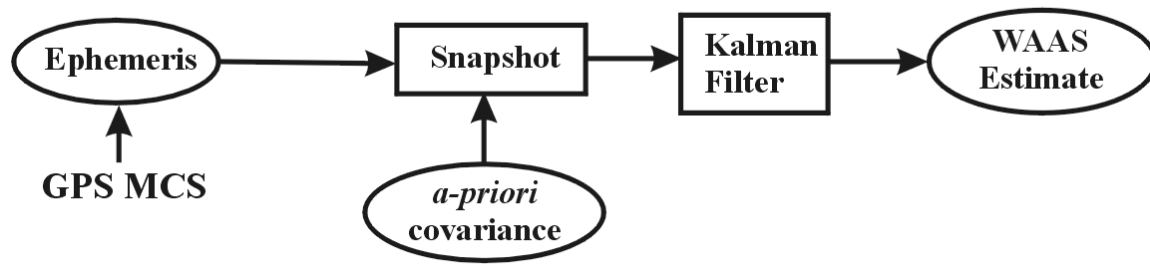 Ephemeris
Snapshot
Kalman
Filter
WAAS
Estimate
GPS MCS
a-priori
covariance